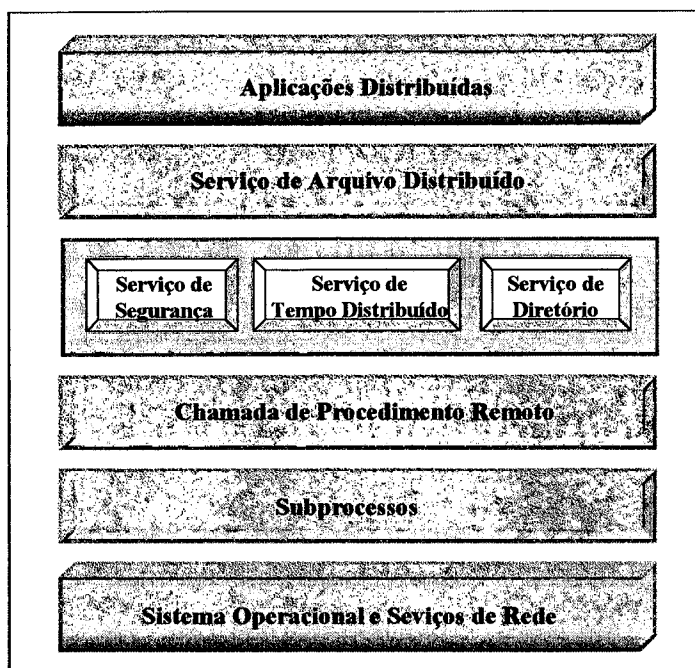 Aplicações Distribuídas
Serviço de Arquivo Distribuído
Serviço de
Segurança
Serviço de
Tempo Distribuído
Serviço de
Diretório
Chamada de Procedimento Remoto
Subprocessos
Sistema Operacional e Seviços de Rede